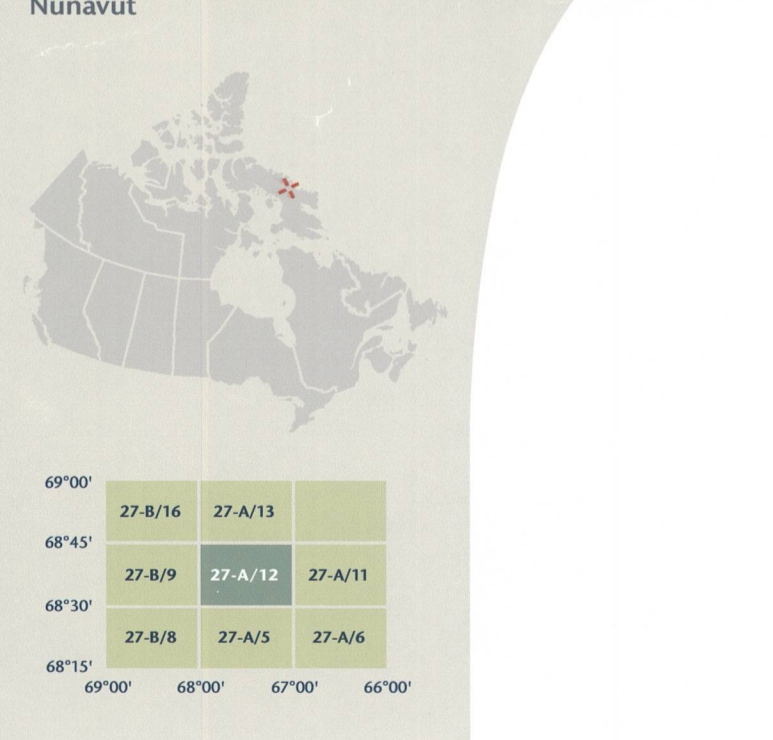 Nunavut
69°00'
27-B/16 27-A/13
68°45'
27-B/9 27-A/12 27-A/11
68°30'
27-B/8 27-A/5 27-A/6
68°15'
69°00' 68°00' 67°00' 66°00'